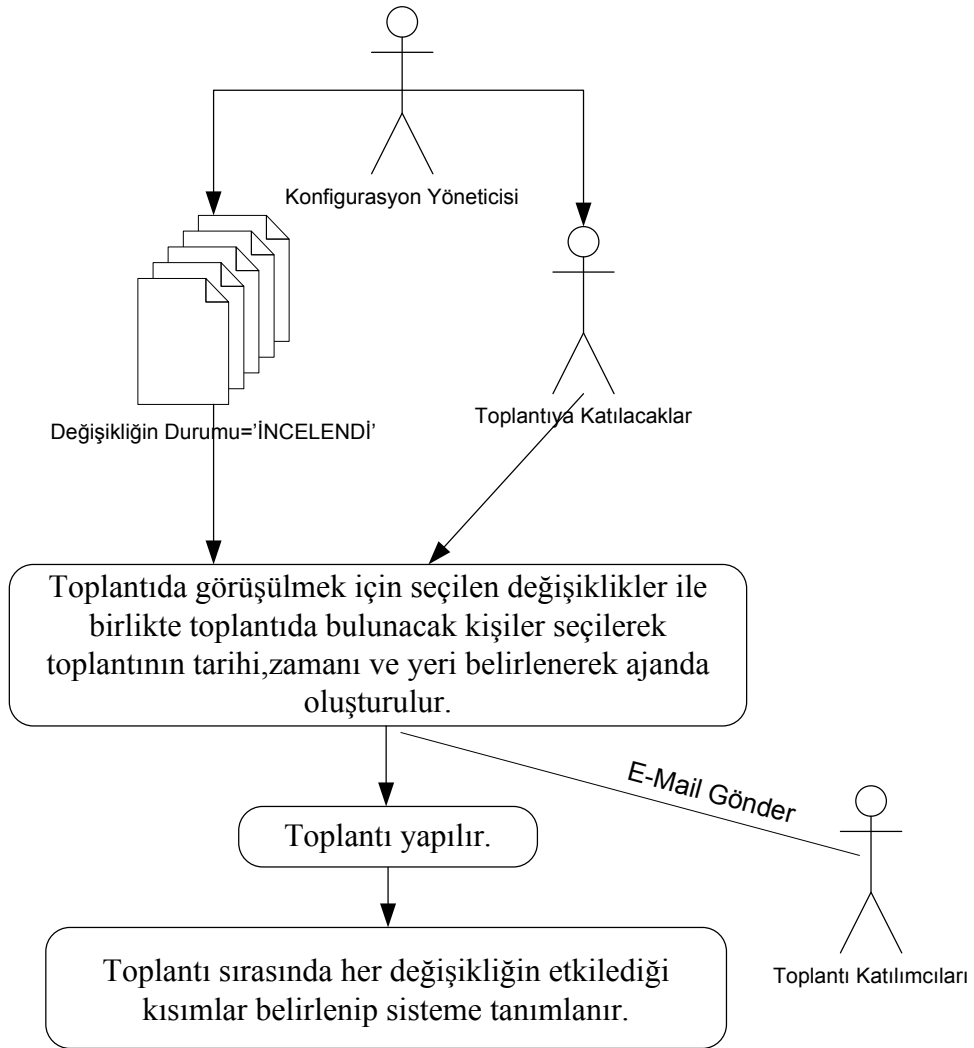 Konfigurasyon Yöneticisi
Değişikliğin Durumu=’İNCELENDİ’
Toplantıya Katılacaklar
Toplantıda görüşülmek için seçilen değişiklikler ile
birlikte toplantıda bulunacak kişiler seçilerek
toplantının tarihi,zamanı ve yeri belirlenerek ajanda
oluşturulur.
E-Mail Gönder
Toplantı yapılır.
Toplantı Katılımcıları
Toplantı sırasında her değişikliğin etkilediği
kısımlar belirlenip sisteme tanımlanır.